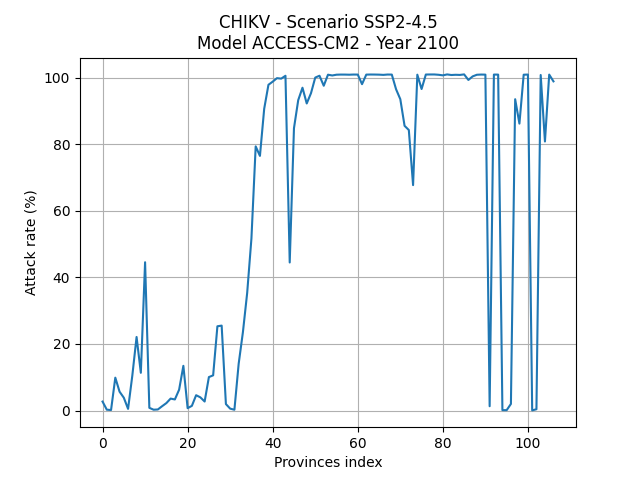 CHIKV - Scenario SSP2-4.5
Model ACCESS-CM2 - Year 2100
Attack rate (%)
100
80
60
40
20
0
0 20 40 60 80 100
Provinces index